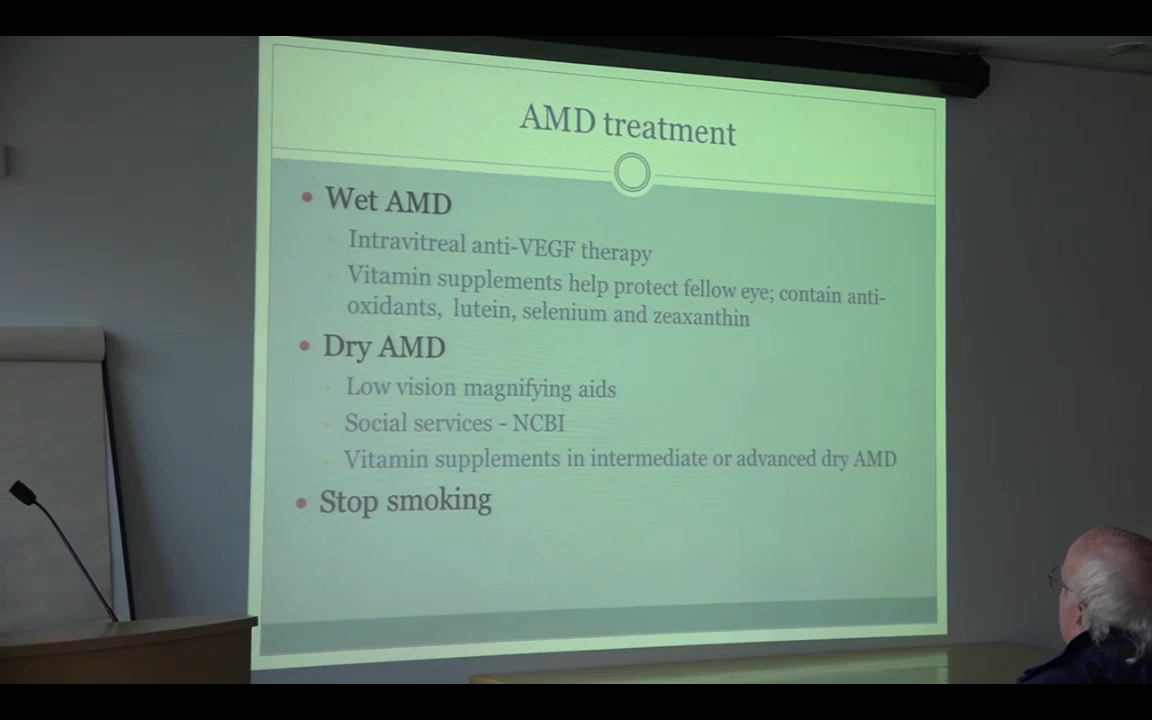 AMD treatment
• Wet AMD
Intravitreal anti-VEGF therapy
Vitamin supplements help protect fellow eye; contain anti-
oxidants, lutein, selenium and zeaxanthin
• Dry AMD
Low vision magnifying aids
Social services - NCBI
Vitamin supplements in intermediate or advanced dry AMD
• Stop smoking